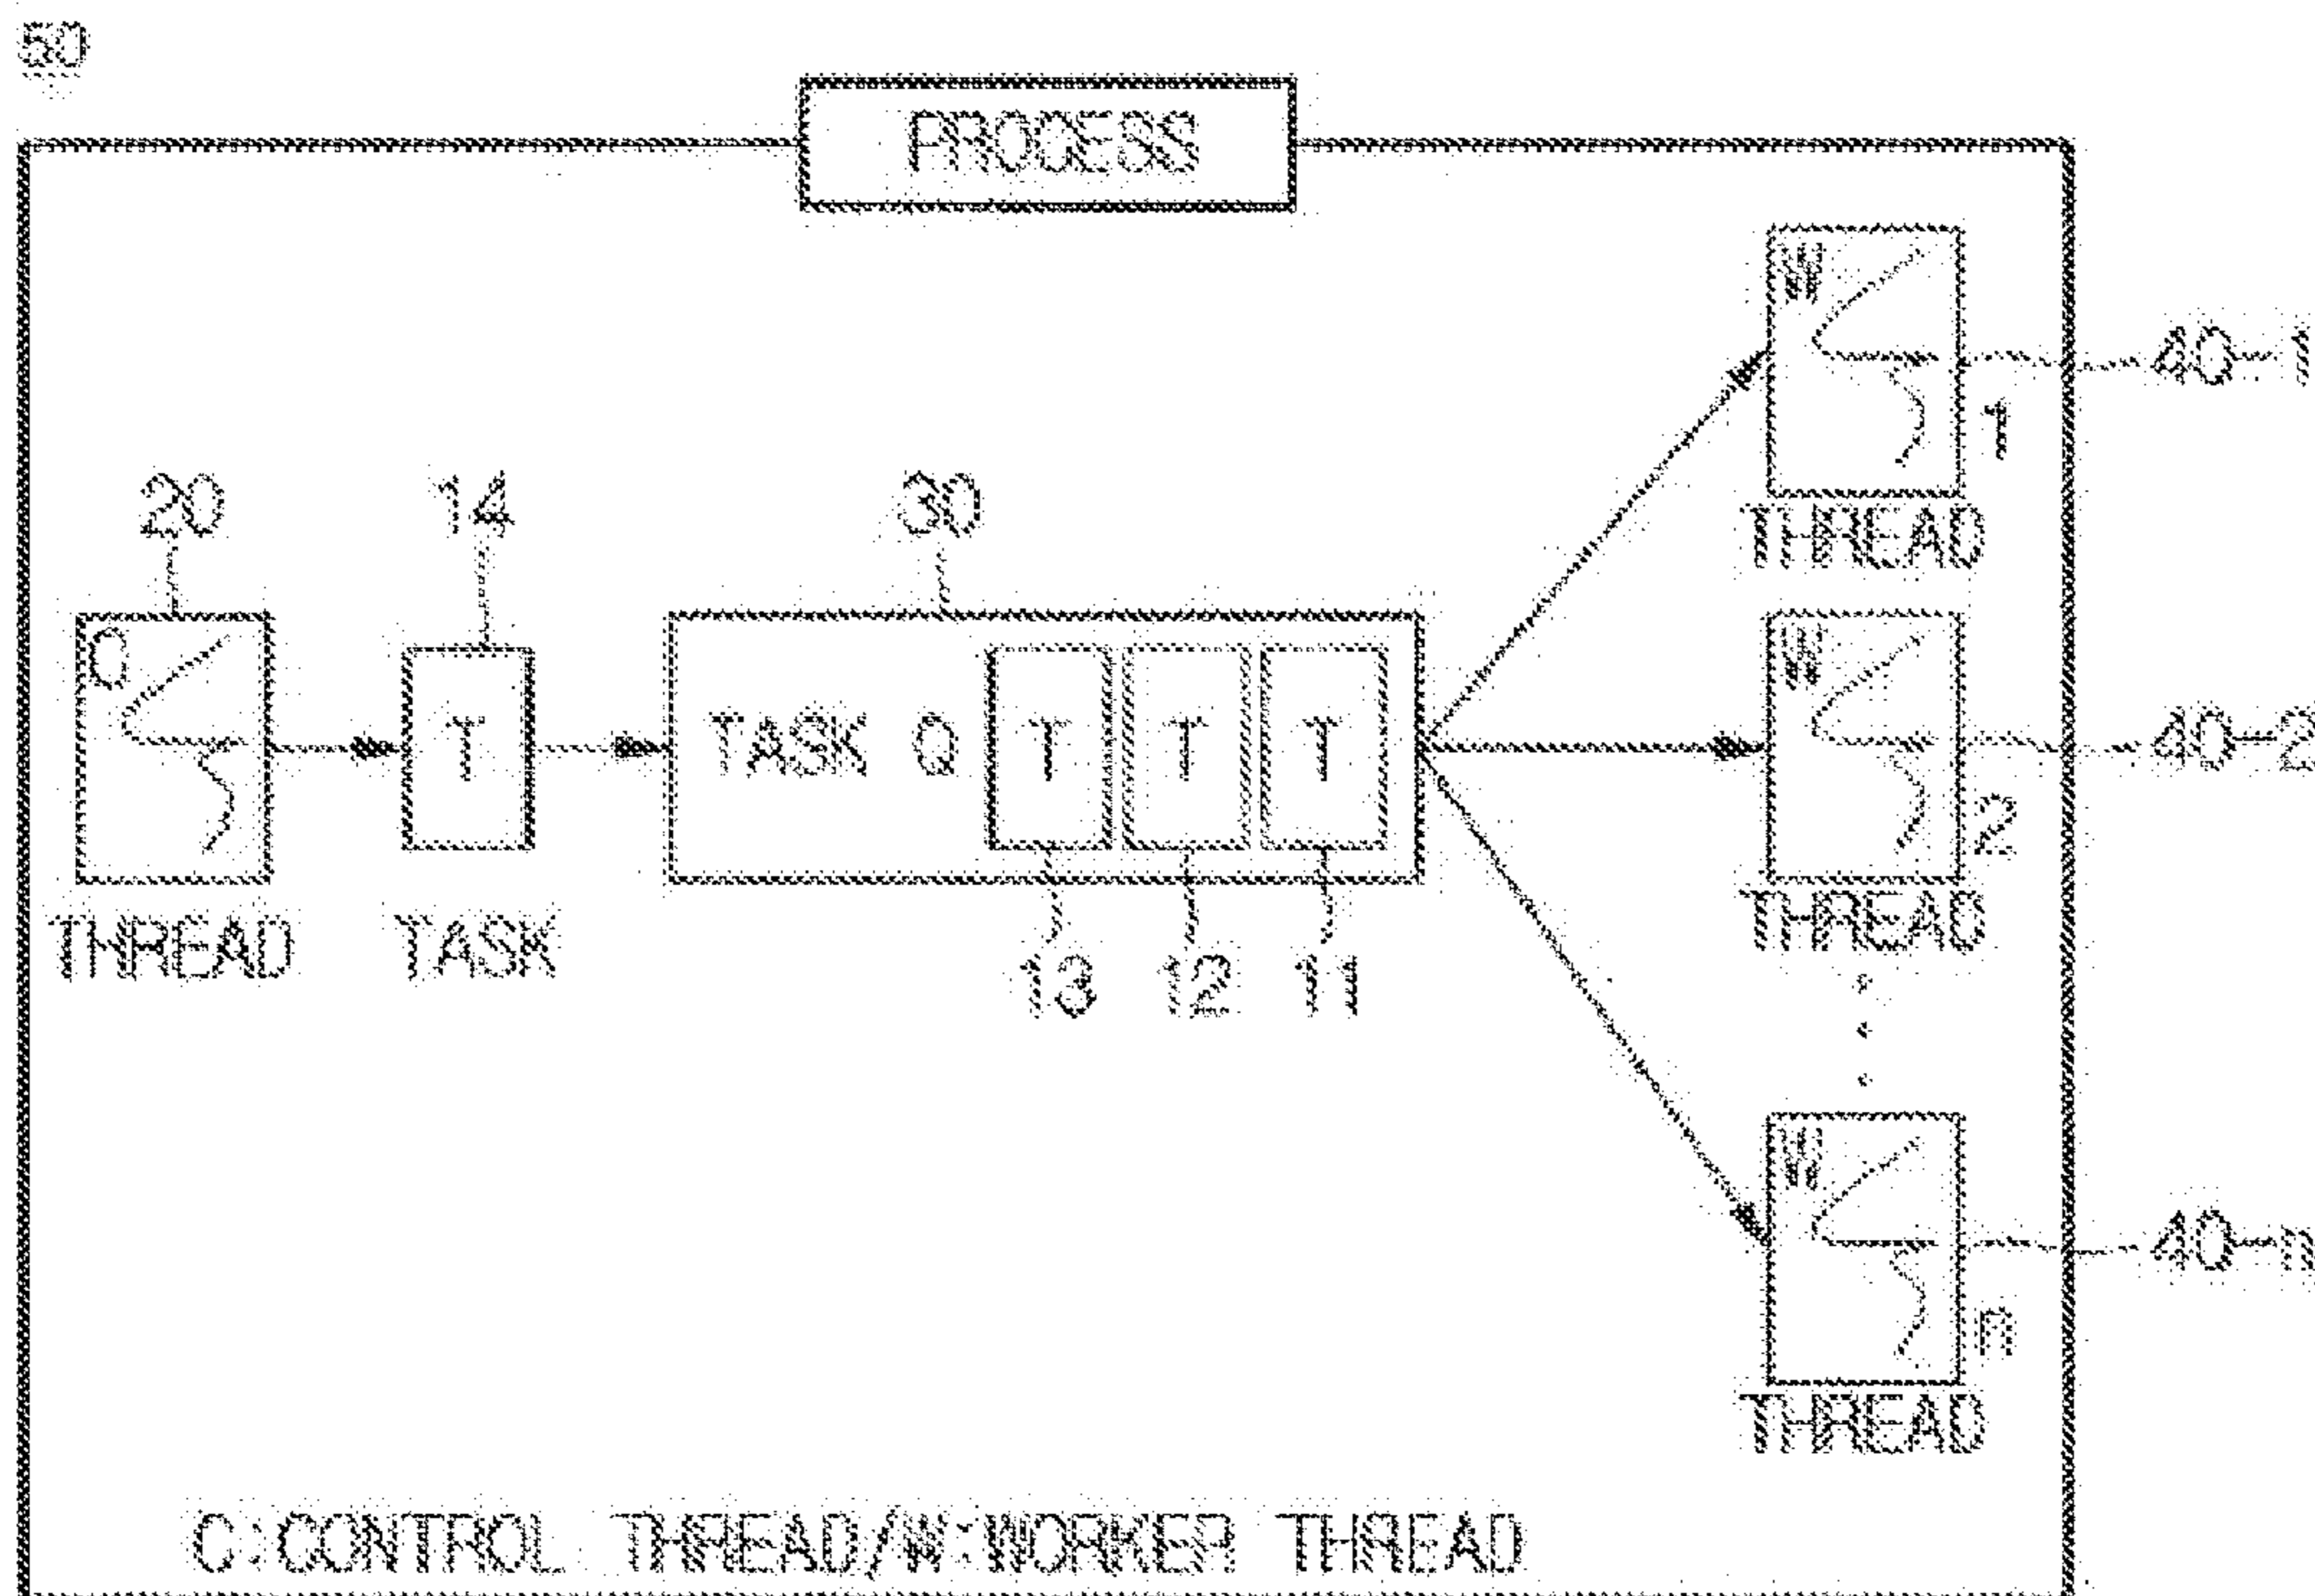 50
PROCESS
W
40-1
1
THREAD
20
14
30
C
T
TASK Q
T
T
T
W
40-2
2
THREAD
TASK
THREAD
13
12
11
W
40-n
n
THREAD
C:CONTROL THREAD/W:WORKER THREAD